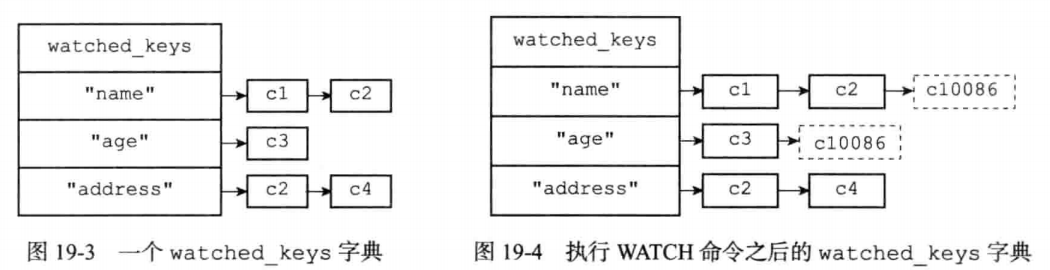 watched_keys
"name" c1 c2
"age" c3
"address" c2 c4
图 19-3 一个 watched_keys 字典
watched_keys
"name" c1 c2 c10086
"age" c3 c10086
"address" c2 c4
图 19-4 执行 WATCH 命令之后的 watched_keys 字典